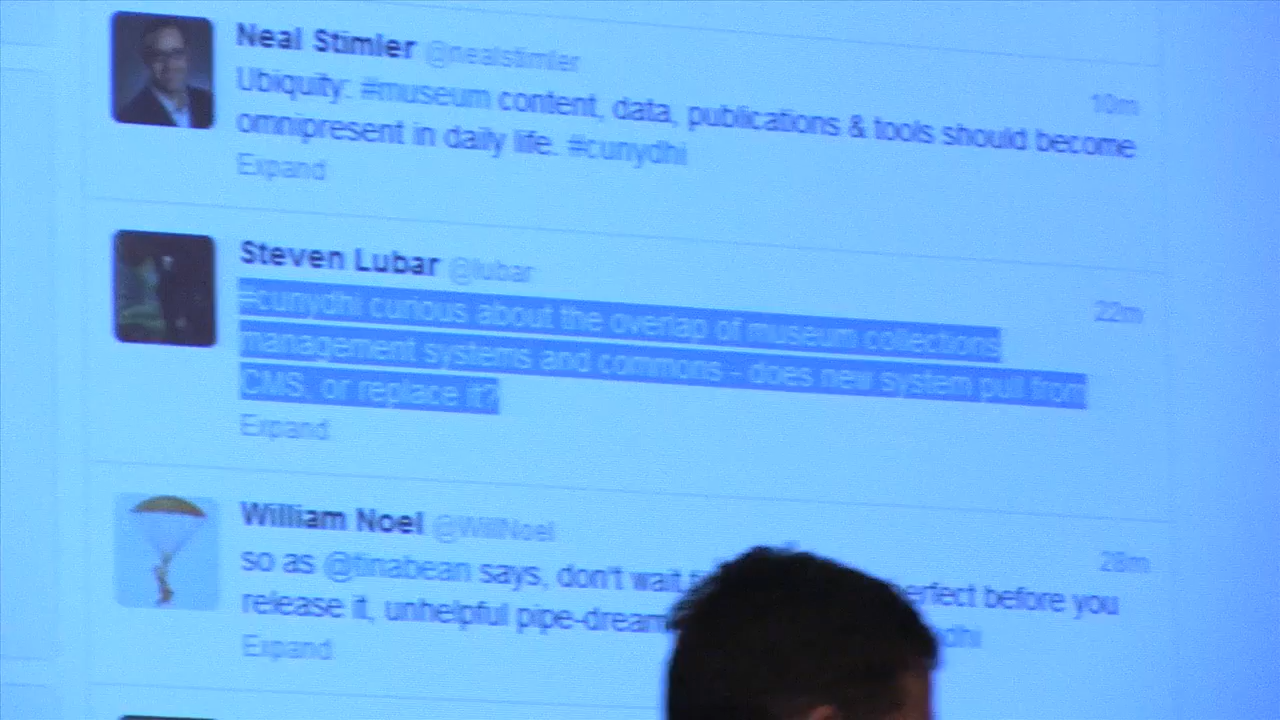 Neal Stimler @nealstimler
10m
Ubiquity: #museum content, data, publications & tools should become
omnipresent in daily life. #cunydhi
Expand
Steven Lubar @lubar
22m
#cunydhi curious about the overlap of museum collections
management systems and commons - does new system pull from
CMS, or replace it?
Expand
William Noel @WillNoel
28m
so as @tinabean says, don't wait before you
release it, unhelpful
Expand